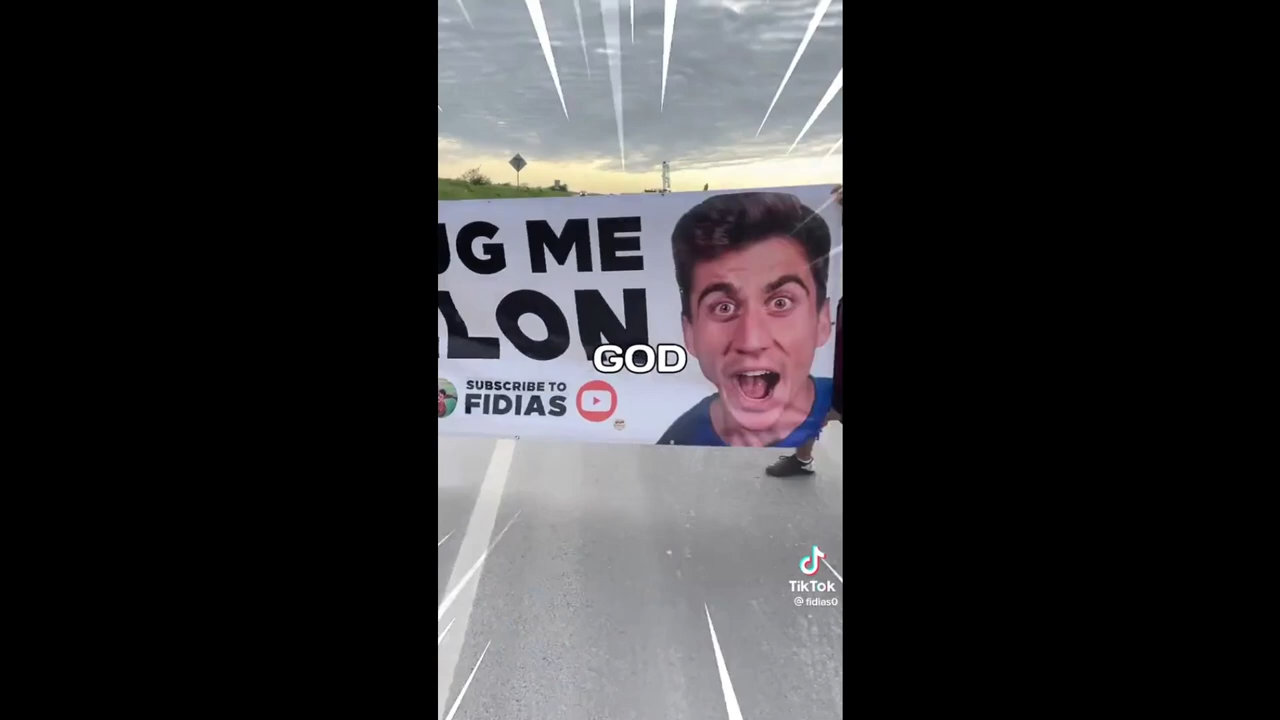 UG ME
LON
GOD
SUBSCRIBE TO
FIDIAS
TikTok
@fidias0